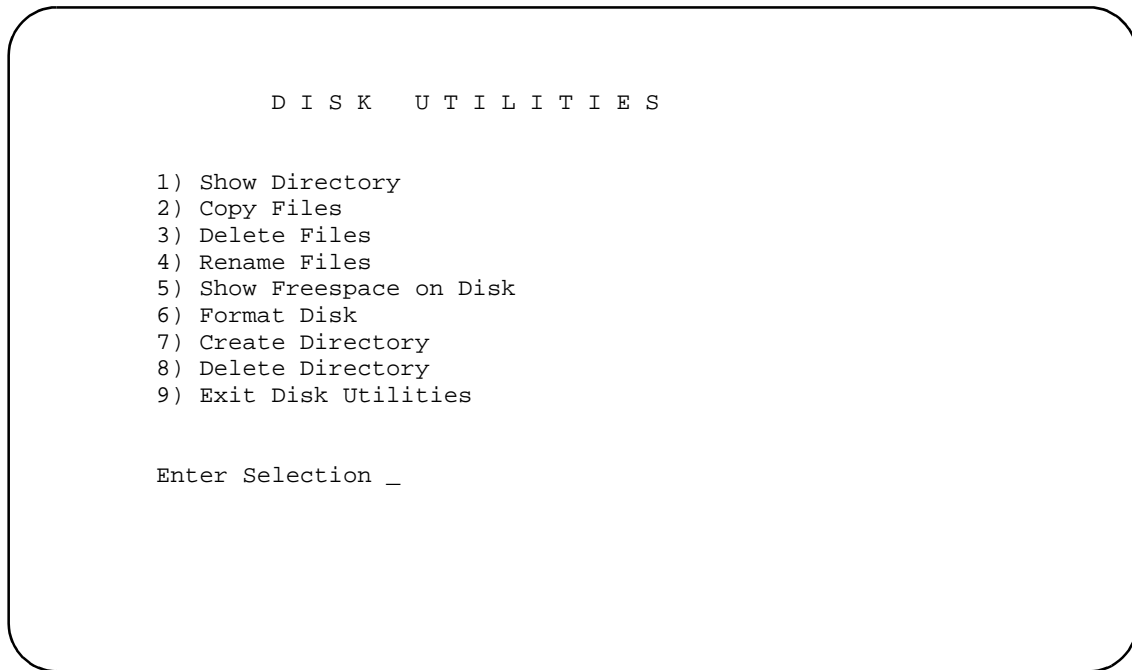 D I S K   U T I L I T I E S
1) Show Directory
2) Copy Files
3) Delete Files
4) Rename Files
5) Show Freespace on Disk
6) Format Disk
7) Create Directory
8) Delete Directory
9) Exit Disk Utilities
Enter Selection _